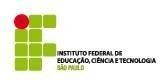 INSTITUTO FEDERAL DE
EDUCAÇÃO, CIÊNCIA E TECNOLOGIA
SÃO PAULO